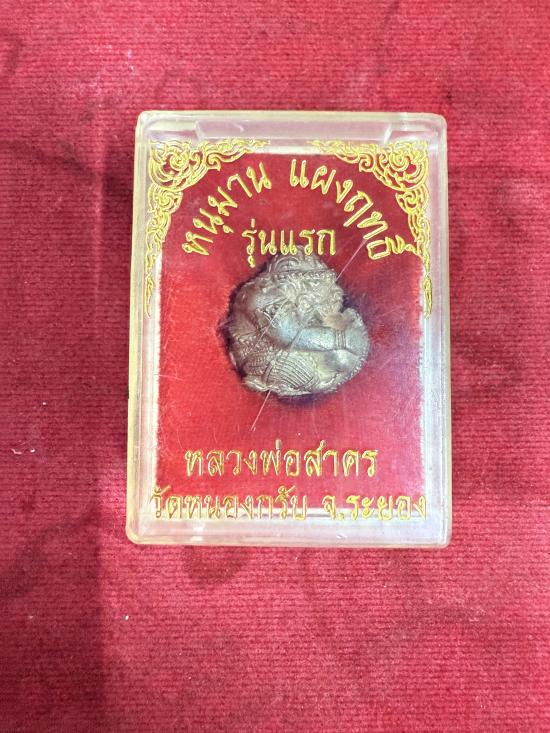 หนุมาน แผงฤทธิ์
รุ่นแรก
หลวงพ่อสาคร
วัดหนองกรับ จ.ระยอง